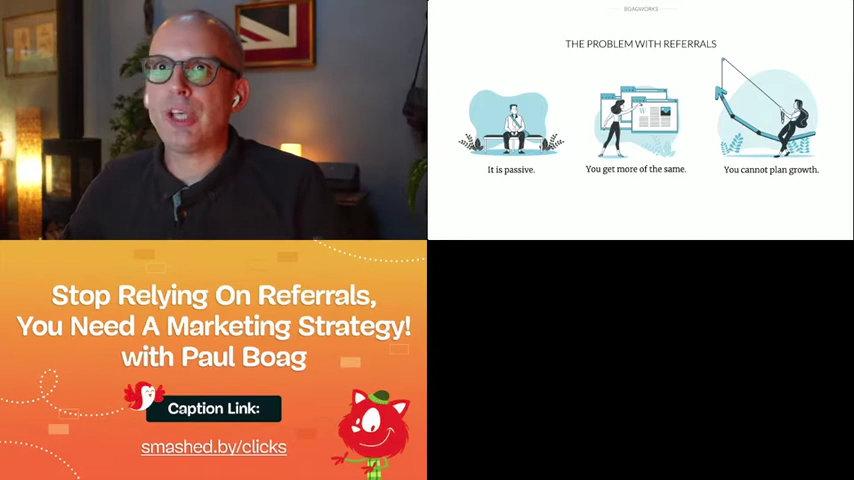 BOAGWORKS
THE PROBLEM WITH REFERRALS
It is passive.
You get more of the same.
You cannot plan growth.
Stop Relying On Referrals,
You Need A Marketing Strategy!
with Paul Boag
Caption Link:
smashed.by/clicks